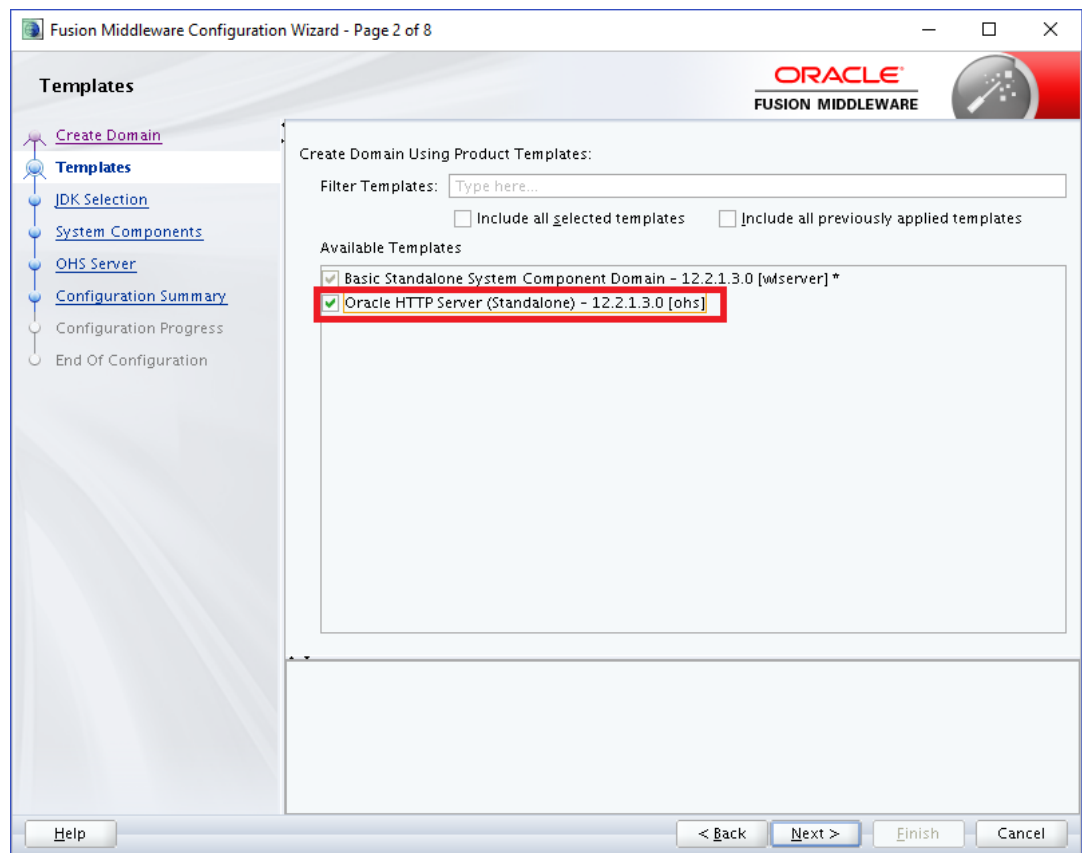 Fusion Middleware Configuration Wizard - Page 2 of 8
Templates
ORACLE
FUSION MIDDLEWARE
Create Domain
Templates
JDK Selection
System Components
OHS Server
Configuration Summary
Configuration Progress
End Of Configuration
Create Domain Using Product Templates:
Filter Templates: Type here...
Include all selected templates Include all previously applied templates
Available Templates
Basic Standalone System Component Domain - 12.2.1.3.0 [wlserver] *
Oracle HTTP Server (Standalone) - 12.2.1.3.0 [ohs]
Help < Back Next > Finish Cancel